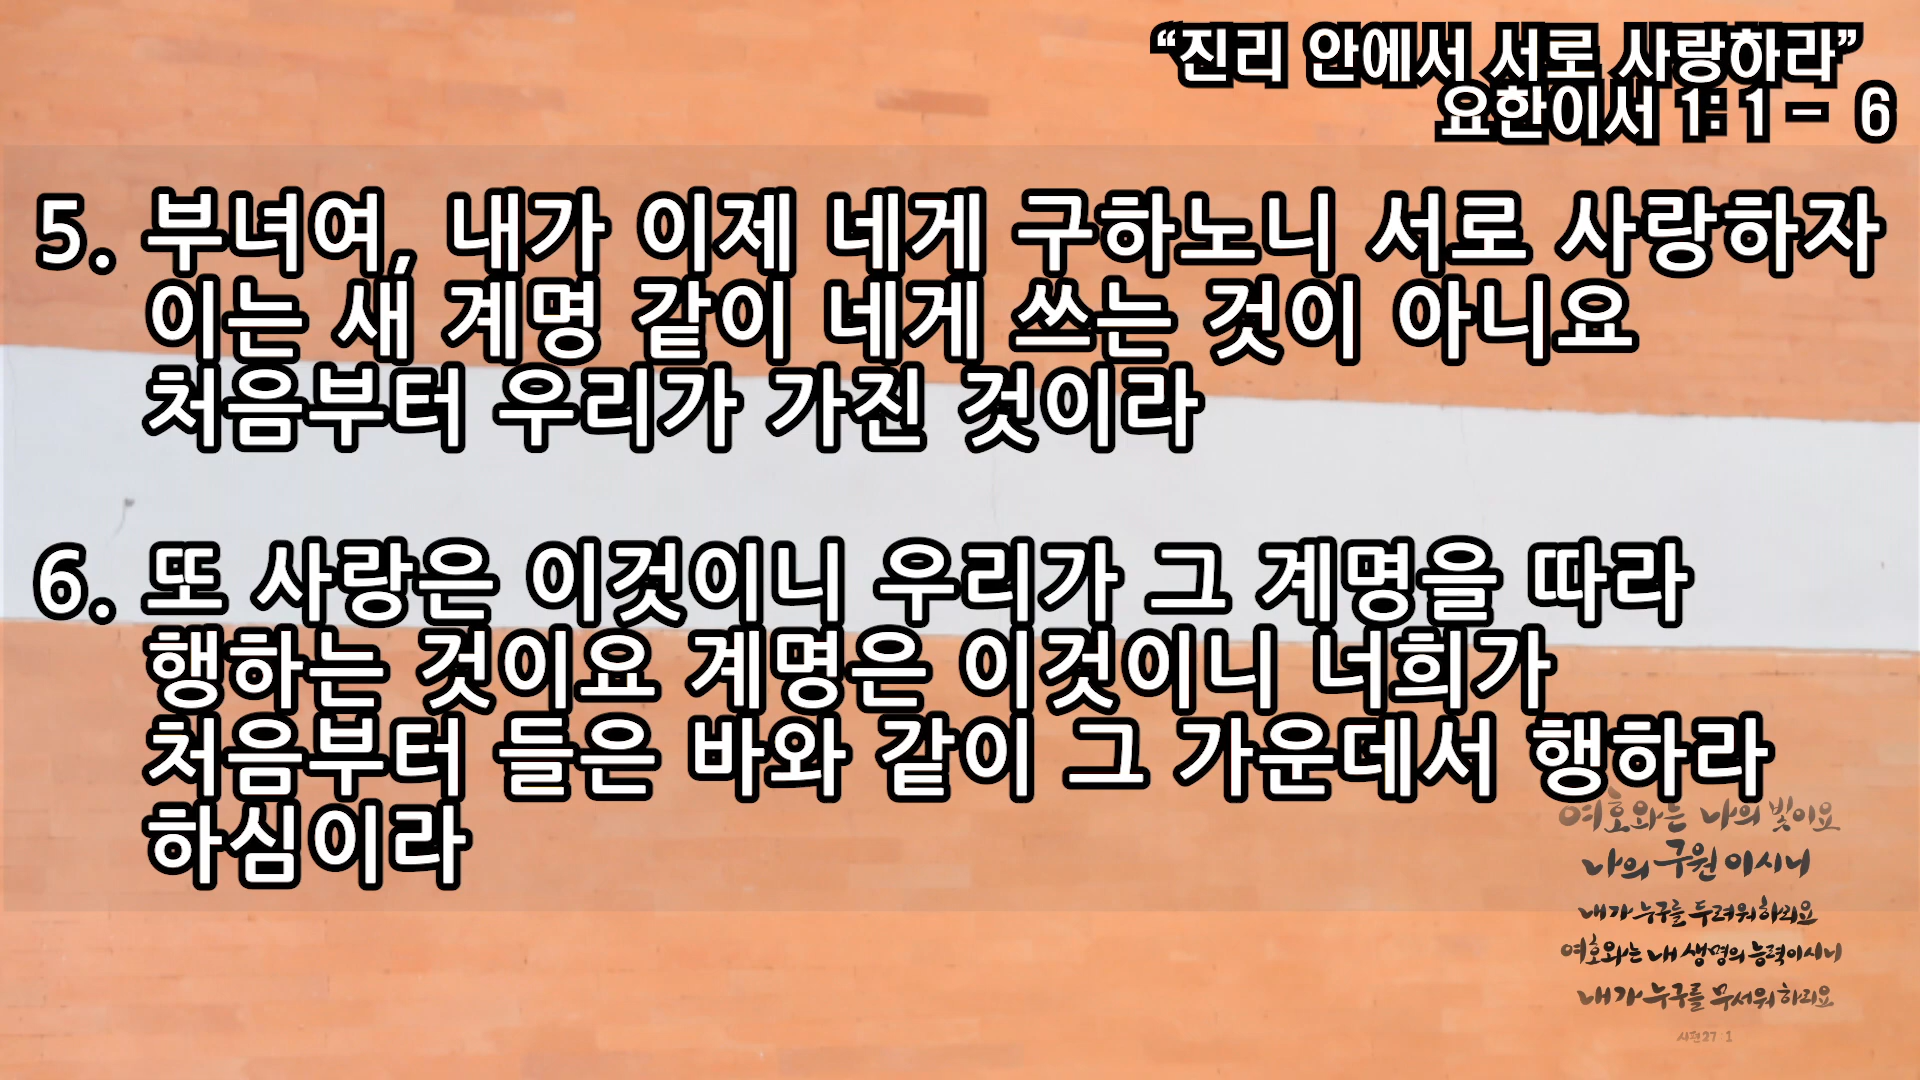 “진리 안에서 서로 사랑하라”
요한이서 1: 1 - 6
5. 부녀여, 내가 이제 네게 구하노니 서로 사랑하자
이는 새 계명 같이 네게 쓰는 것이 아니요
처음부터 우리가 가진 것이라
6. 또 사랑은 이것이니 우리가 그 계명을 따라
행하는 것이요 계명은 이것이니 너희가
처음부터 들은 바와 같이 그 가운데서 행하라
하심이라
여호와는 나의 빛이요
나의 구원이시니
내가 누구를 두려워하리요
여호와는 내 생명의 능력이시니
내가 누구를 무서워하리요
시편27 1